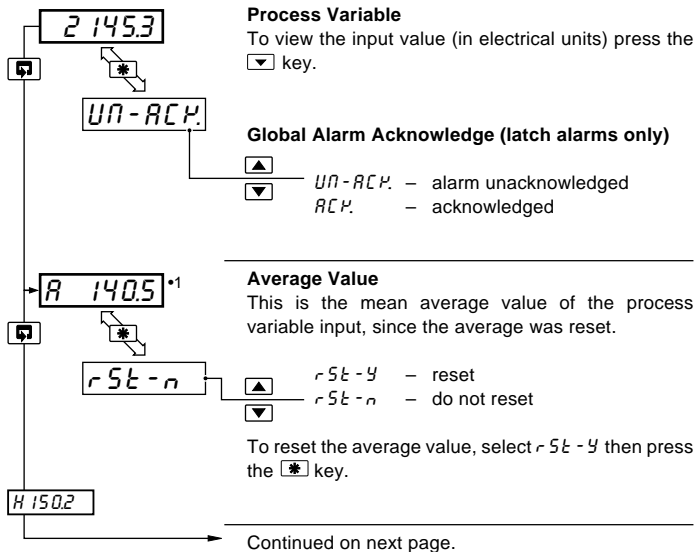 2145.3
Process Variable
To view the input value (in electrical units) press the
▼ key.
UN-ACK.
Global Alarm Acknowledge (latch alarms only)
UN-ACK. – alarm unacknowledged
ACK. – acknowledged
A 140.5 •1
Average Value
This is the mean average value of the process
variable input, since the average was reset.
rSt-n
rSt-Y – reset
rSt-n – do not reset
To reset the average value, select rSt-Y then press
the ✱ key.
H 150.2
Continued on next page.